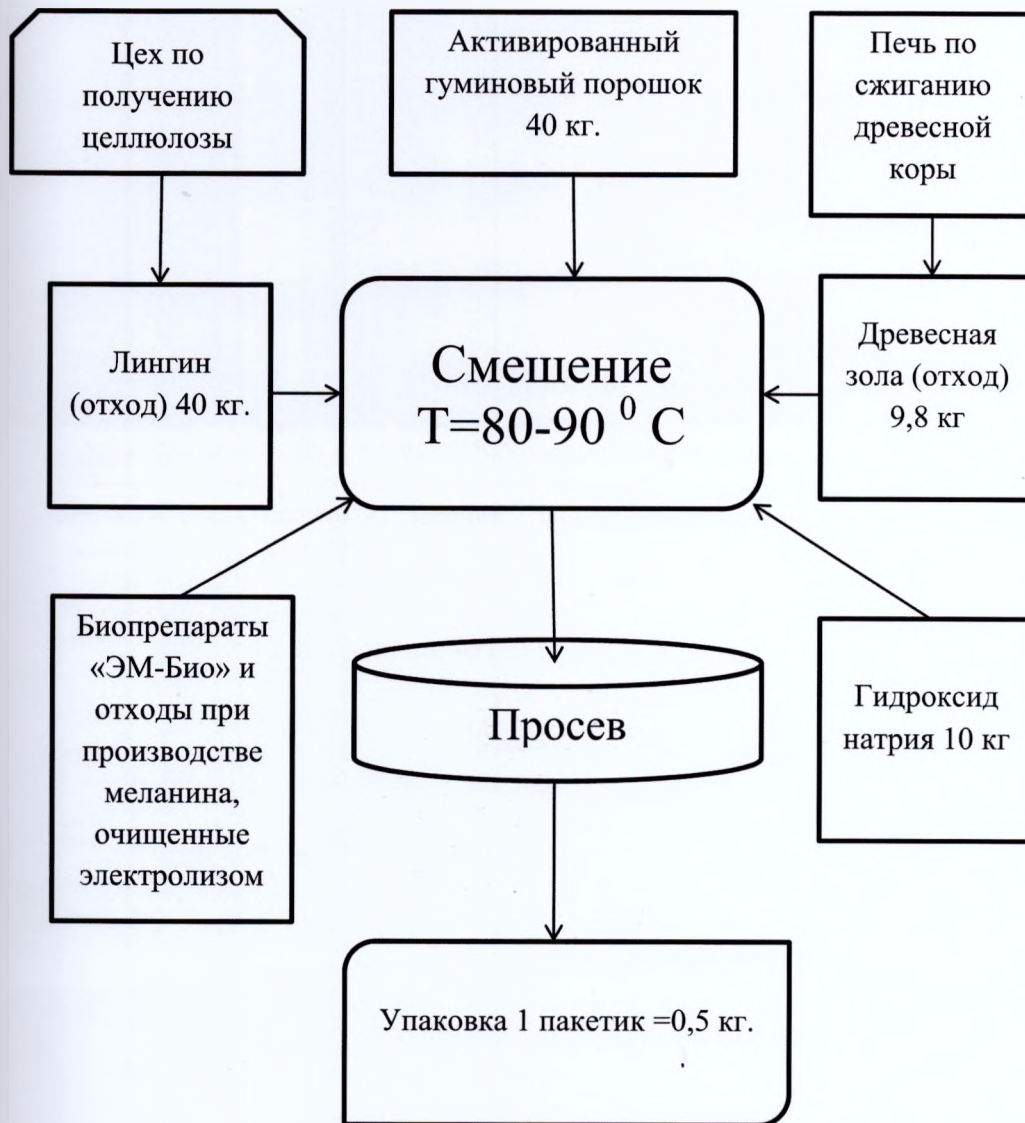 Цех по
получению
целлюлозы
Активированный
гуминовый порошок
40 кг.
Печь по
сжиганию
древесной
коры
Лингин
(отход) 40 кг.
Смешение
Т=80-90 ⁰ С
Древесная
зола (отход)
9,8 кг
Биопрепараты
«ЭМ-Био» и
отходы при
производстве
меланина,
очищенные
электролизом
Просев
Гидроксид
натрия 10 кг
Упаковка 1 пакетик =0,5 кг.